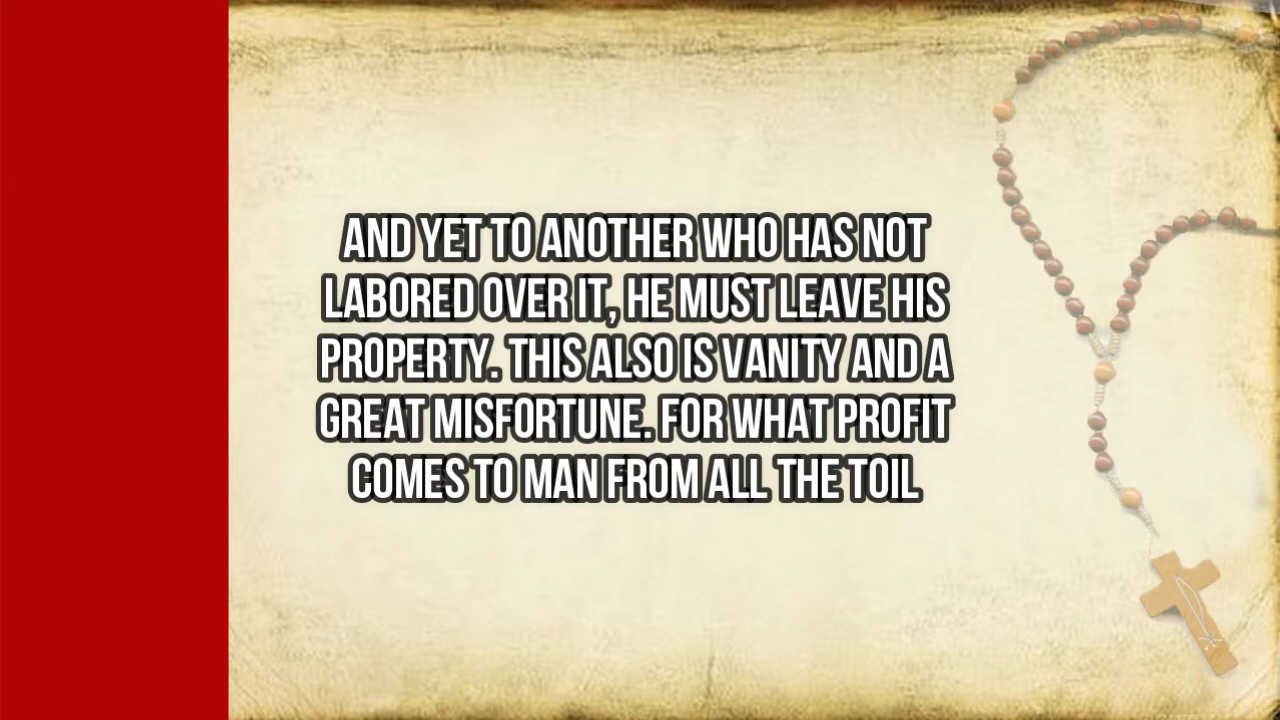 AND YET TO ANOTHER WHO HAS NOT
LABORED OVER IT, HE MUST LEAVE HIS
PROPERTY. THIS ALSO IS VANITY AND A
GREAT MISFORTUNE. FOR WHAT PROFIT
COMES TO MAN FROM ALL THE TOIL